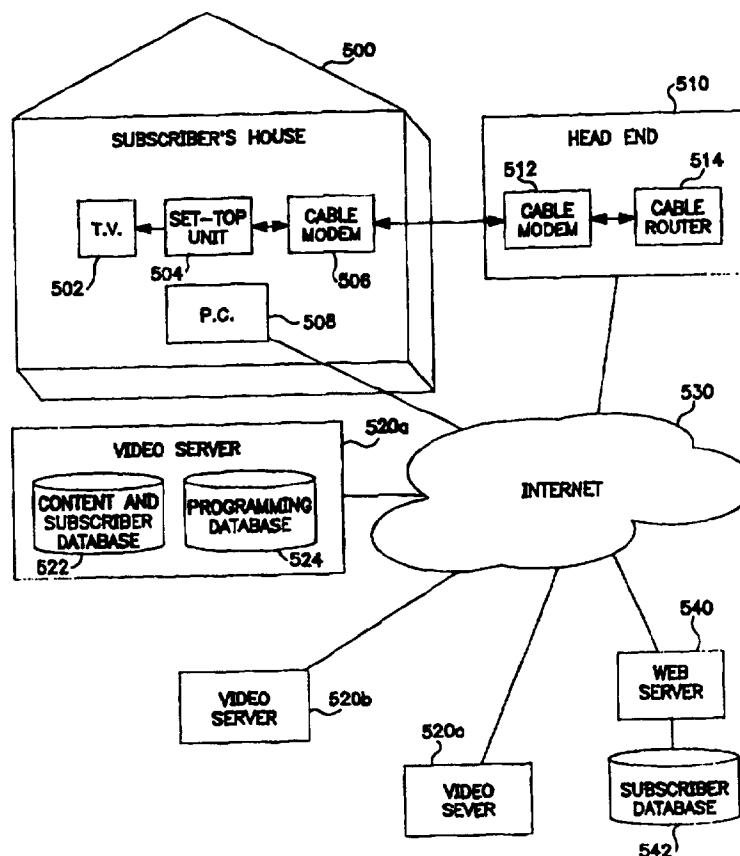 500
SUBSCRIBER'S HOUSE
T.V.
502
SET-TOP
UNIT
504
CABLE
MODEM
506
P.C.
508
510
HEAD END
512
CABLE
MODEM
514
CABLE
ROUTER
520a
VIDEO SERVER
CONTENT AND
SUBSCRIBER
DATABASE
522
PROGRAMMING
DATABASE
524
530
INTERNET
VIDEO
SERVER
520b
520c
VIDEO
SEVER
540
WEB
SERVER
SUBSCRIBER
DATABASE
542